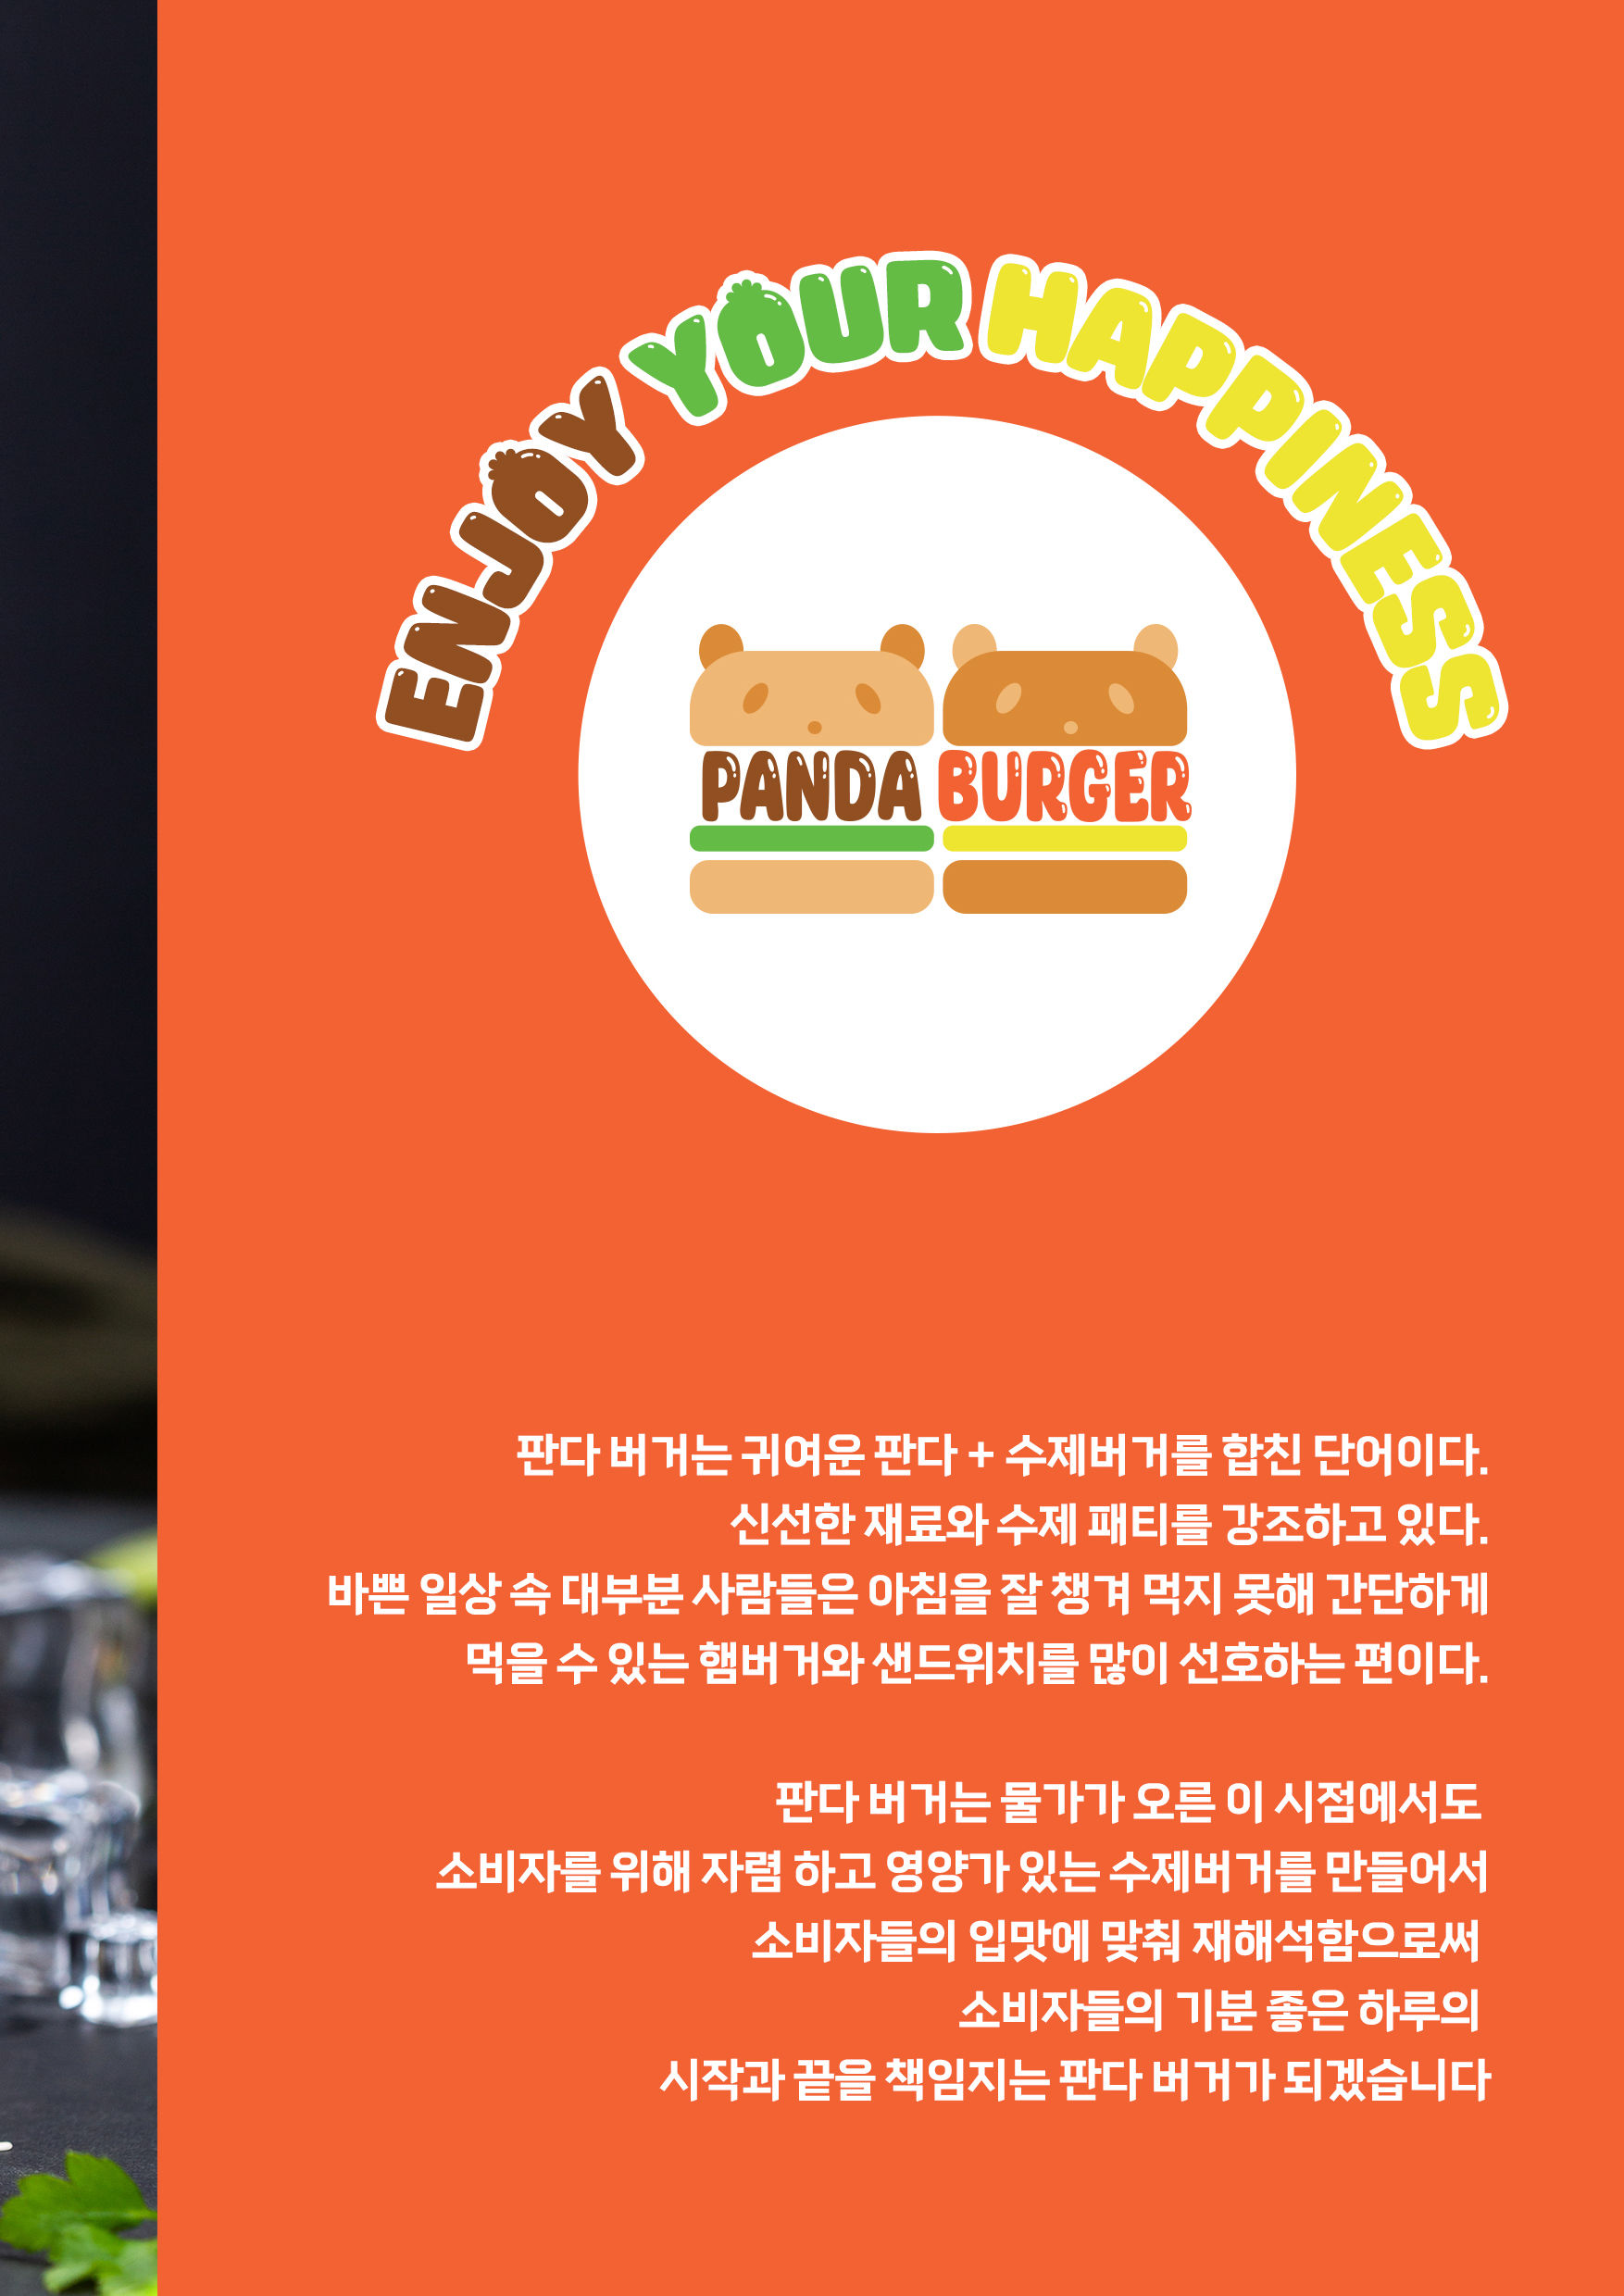 ENJOY YOUR HAPPINESS
PANDA BURGER
판다 버거는 귀여운 판다 + 수제버거를 합친 단어이다.
신선한 재료와 수제 패티를 강조하고 있다.
바쁜 일상 속 대부분 사람들은 아침을 잘 챙겨 먹지 못해 간단하게
먹을 수 있는 햄버거와 샌드위치를 많이 선호하는 편이다.
판다 버거는 물가가 오른 이 시점에서도
소비자를 위해 자렴 하고 영양가 있는 수제버거를 만들어서
소비자들의 입맛에 맞춰 재해석함으로써
소비자들의 기분 좋은 하루의
시작과 끝을 책임지는 판다 버거가 되겠습니다